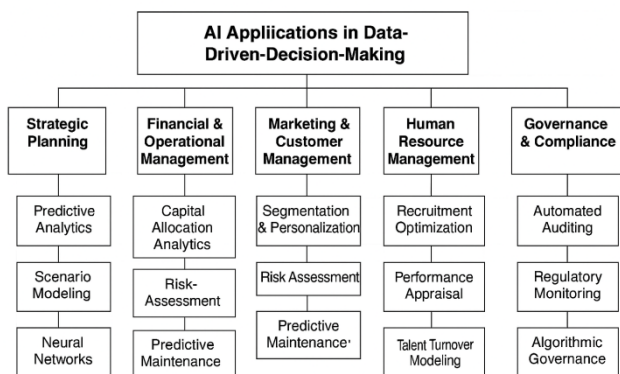 AI Appliications in Data-
Driven-Decision-Making
Strategic
Planning
Predictive
Analytics
Scenario
Modeling
Neural
Networks
Financial &
Operational
Management
Capital
Allocation
Analytics
Risk-
Assessment
Predictive
Maintenance
Marketing &
Customer
Management
Segmentation
& Personalization
Risk Assessment
Predictive
Maintenance*
Human
Resource
Management
Recruitment
Optimization
Performance
Appraisal
Talent Turnover
Modeling
Governance
& Compliance
Automated
Auditing
Regulatory
Monitoring
Algorithmic
Governance